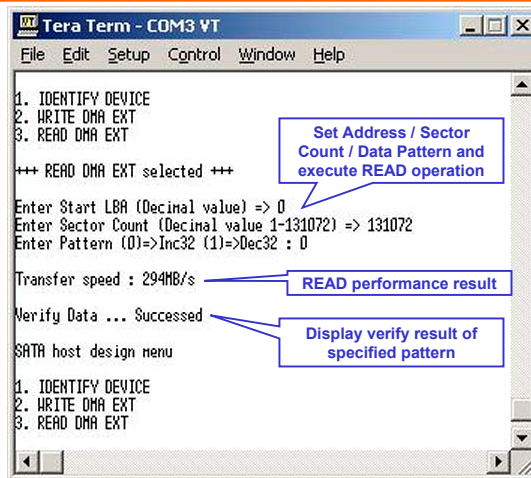 Tera Term - COM3 VT
File Edit Setup Control Window Help
1. IDENTIFY DEVICE
2. WRITE DMA EXT
3. READ DMA EXT
Set Address / Sector
Count / Data Pattern and
execute READ operation
+++ READ DMA EXT selected +++
Enter Start LBA (Decimal value) => 0
Enter Sector Count (Decimal value 1-131072) => 131072
Enter Pattern (0)=>Inc32 (1)=>Dec32 : 0
Transfer speed : 294MB/s
READ performance result
Verify Data ... Successed
Display verify result of
specified pattern
SATA host design menu
1. IDENTIFY DEVICE
2. WRITE DMA EXT
3. READ DMA EXT